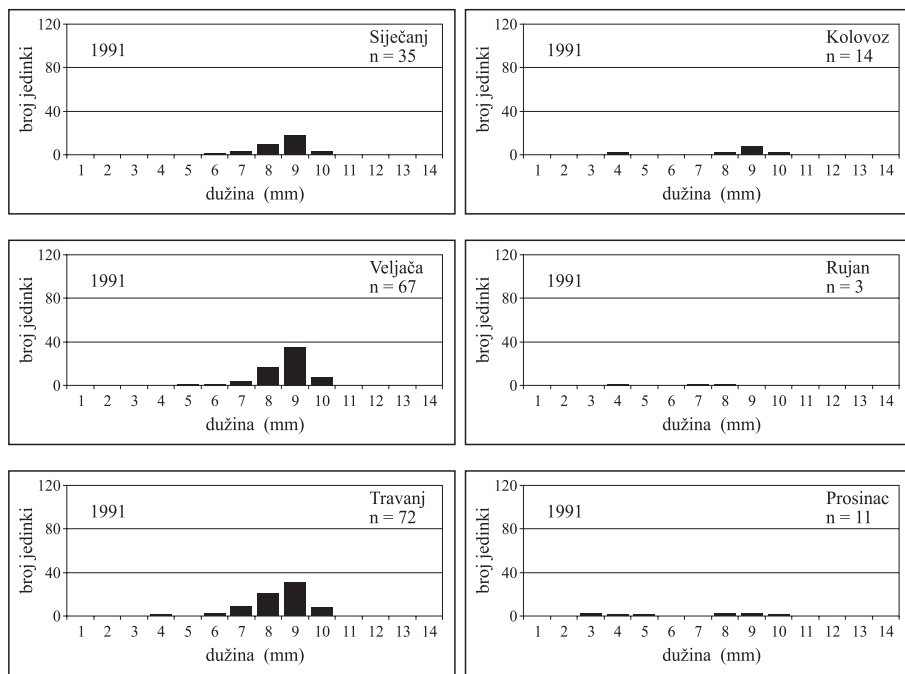 120
80
40
0
broj jedinki
1991
Siječanj
n = 35
1 2 3 4 5 6 7 8 9 10 11 12 13 14
dužina (mm)
120
80
40
0
broj jedinki
1991
Kolovoz
n = 14
1 2 3 4 5 6 7 8 9 10 11 12 13 14
dužina (mm)
120
80
40
0
broj jedinki
1991
Veljača
n = 67
1 2 3 4 5 6 7 8 9 10 11 12 13 14
dužina (mm)
120
80
40
0
broj jedinki
1991
Rujan
n = 3
1 2 3 4 5 6 7 8 9 10 11 12 13 14
dužina (mm)
120
80
40
0
broj jedinki
1991
Travanj
n = 72
1 2 3 4 5 6 7 8 9 10 11 12 13 14
dužina (mm)
120
80
40
0
broj jedinki
1991
Prosinac
n = 11
1 2 3 4 5 6 7 8 9 10 11 12 13 14
dužina (mm)